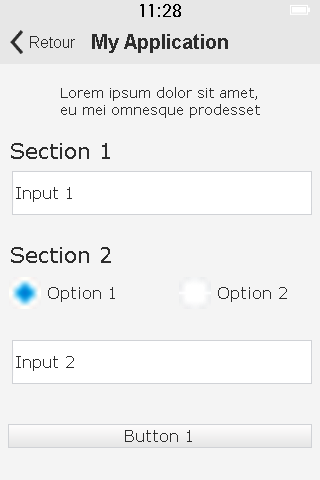 11:28
Retour My Application
Lorem ipsum dolor sit amet,
eu mei omnesque prodesset
Section 1
Input 1
Section 2
Option 1 Option 2
Input 2
Button 1